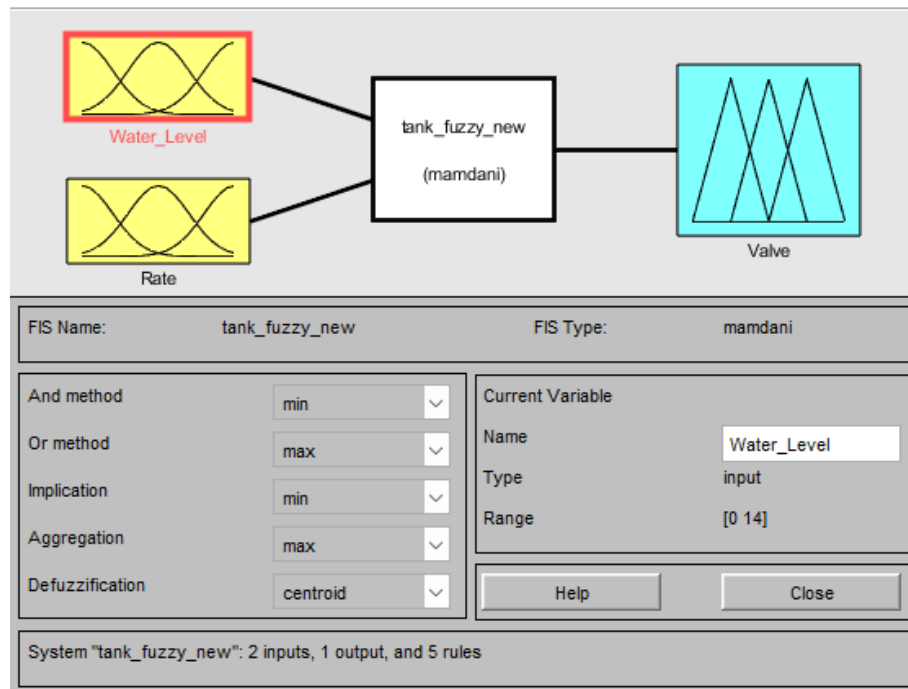 Water_Level
tank_fuzzy_new
(mamdani)
Rate
Valve
FIS Name: tank_fuzzy_new FIS Type: mamdani
And method min
Or method max
Implication min
Aggregation max
Defuzzification centroid
Current Variable
Name Water_Level
Type input
Range [0 14]
Help Close
System "tank_fuzzy_new": 2 inputs, 1 output, and 5 rules